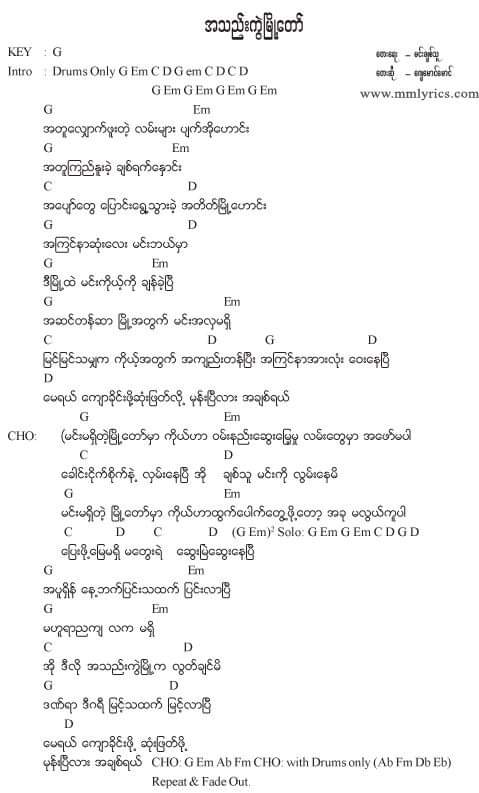 အသည်းကွဲမြို့တော်
KEY : G တေးရေး – မင်းချစ်သူ
Intro : Drums Only G Em C D G em C D C D တေးဆို – ဂျေမောင်မောင်
G Em G Em G Em G Em www.mmlyrics.com
G Em
အတူလျှောက်ဖူးတဲ့ လမ်းများ ပျက်အိုဟောင်း
G Em
အတူကြည်နူးခဲ့ ချစ်ရက်နှောင်း
C D
အပျော်တွေ ပြောင်းရွှေ့သွားခဲ့ အတိတ်မြို့ဟောင်း
G D
အကြင်နာဆုံးလေး မင်းဘယ်မှာ
G Em
ဒီမြို့ထဲ မင်းကိုယ့်ကို ချန်ခဲ့ပြီ
G Em
အဆင်တန်ဆာ မြို့အတွက် မင်းအလှမရှိ
C D G D
မြင်မြင်သမျှက ကိုယ့်အတွက် အကျည်းတန်ပြီး အကြင်နာအားလုံး ဝေးနေပြီ
D
မေရယ် ကျောခိုင်းဖို့ဆုံးဖြတ်လို့ မုန်းပြီလား အချစ်ရယ်
G Em
CHO: (မင်းမရှိတဲ့မြို့တော်မှာ ကိုယ်ဟာ ဝမ်းနည်းဆွေးမြေ့မှု လမ်းတွေမှာ အဖော်မပါ
C D
ခေါင်းငိုက်စိုက်နဲ့ လှမ်းနေပြီ အို ချစ်သူ မင်းကို လွမ်းနေမိ
G Em
မင်းမရှိတဲ့ မြို့တော်မှာ ကိုယ်ဟာထွက်ပေါက်တွေ့ဖို့တော့ အခု မလွယ်ကူပါ
C D C D (G Em)² Solo: G Em G Em C D G D
ပြေးဖို့မြေမရှိ မတွေးရဲ ဆွေးမြဲဆွေးနေပြီ
G Em
အပူရှိန် နေ့ဘက်ပြင်းသထက် ပြင်းလာပြီ
G Em
မဟူရာညကျ လက မရှိ
C D
အို ဒီလို အသည်းကွဲမြို့က လွတ်ချင်မိ
G D
ဒဏ်ရာ ဒီဂရီ မြင့်သထက် မြင့်လာပြီ
D
မေရယ် ကျောခိုင်းဖို့ ဆုံးဖြတ်ဖို့
မုန်းပြီလား အချစ်ရယ် CHO: G Em Ab Fm CHO: with Drums only (Ab Fm Db Eb)
Repeat & Fade Out.